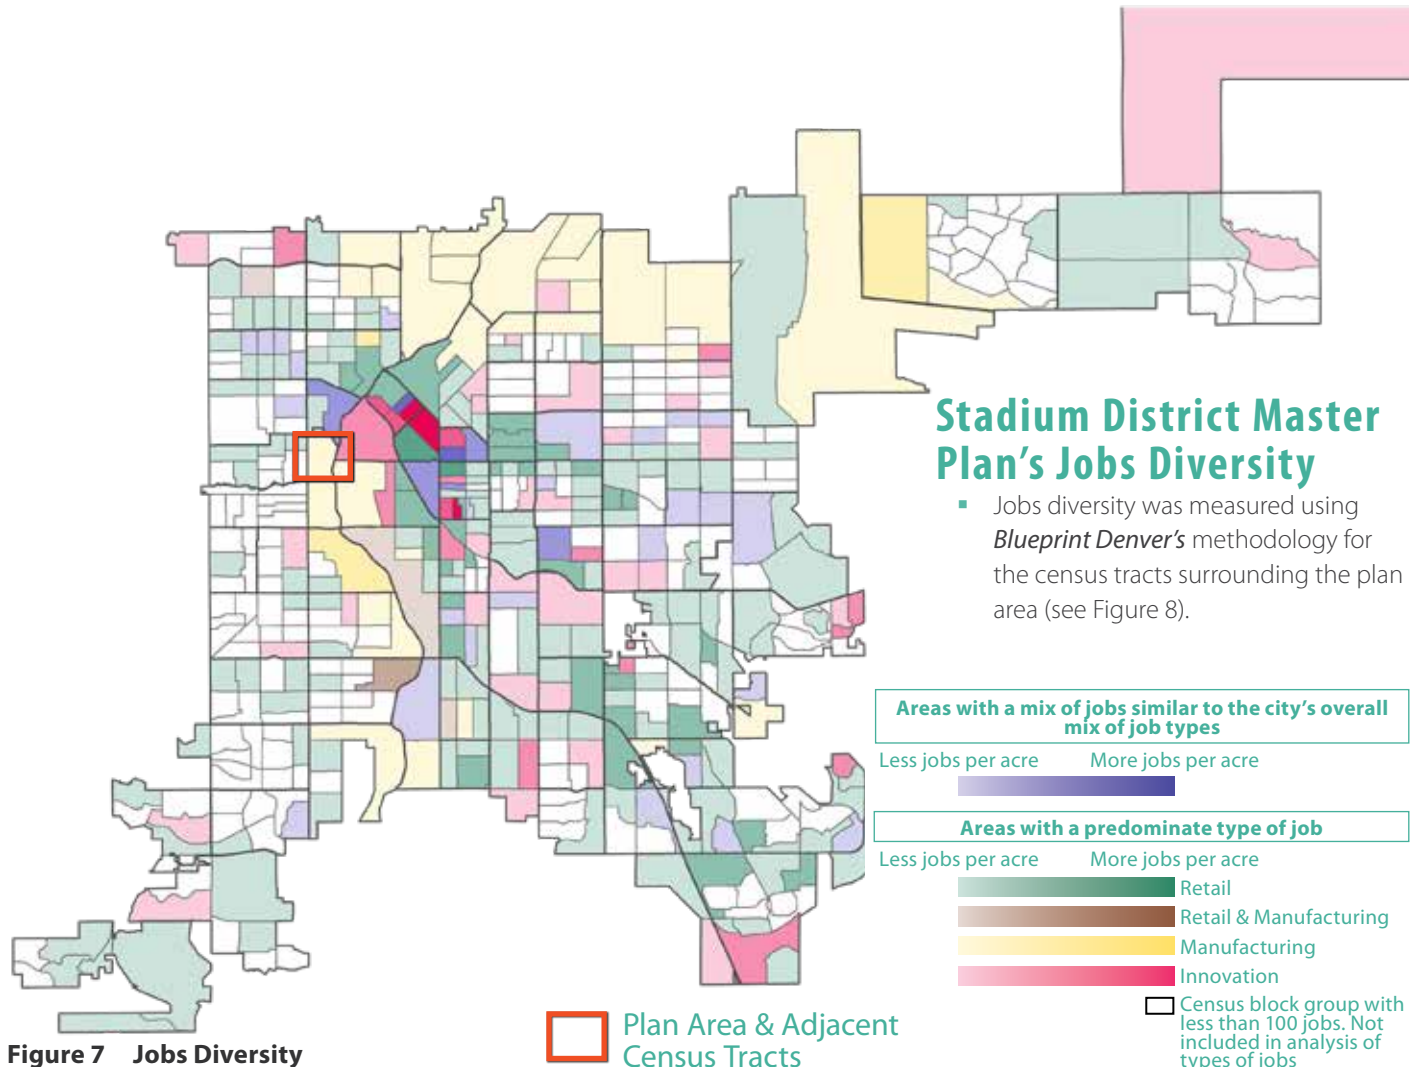 Stadium District Master
Plan's Jobs Diversity
▪ Jobs diversity was measured using
Blueprint Denver's methodology for
the census tracts surrounding the plan
area (see Figure 8).
Areas with a mix of jobs similar to the city's overall
mix of job types
Less jobs per acre More jobs per acre
Areas with a predominate type of job
Less jobs per acre More jobs per acre
Retail
Retail & Manufacturing
Manufacturing
Innovation
Census block group with
less than 100 jobs. Not
included in analysis of
types of jobs
Plan Area & Adjacent
Census Tracts
Figure 7 Jobs Diversity